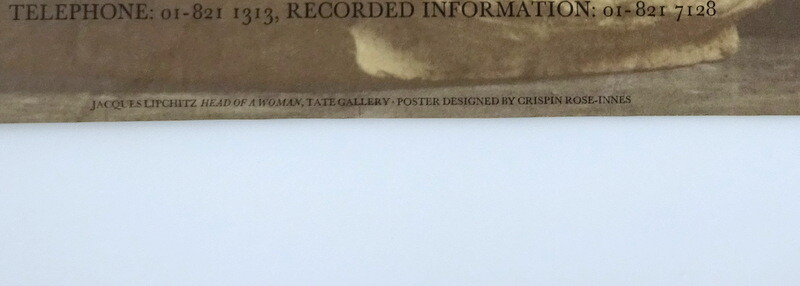 TELEPHONE: 01-821 1313, RECORDED INFORMATION: 01-821 7128
JACQUES LIPCHITZ HEAD OF A WOMAN, TATE GALLERY · POSTER DESIGNED BY CRISPIN ROSE-INNES